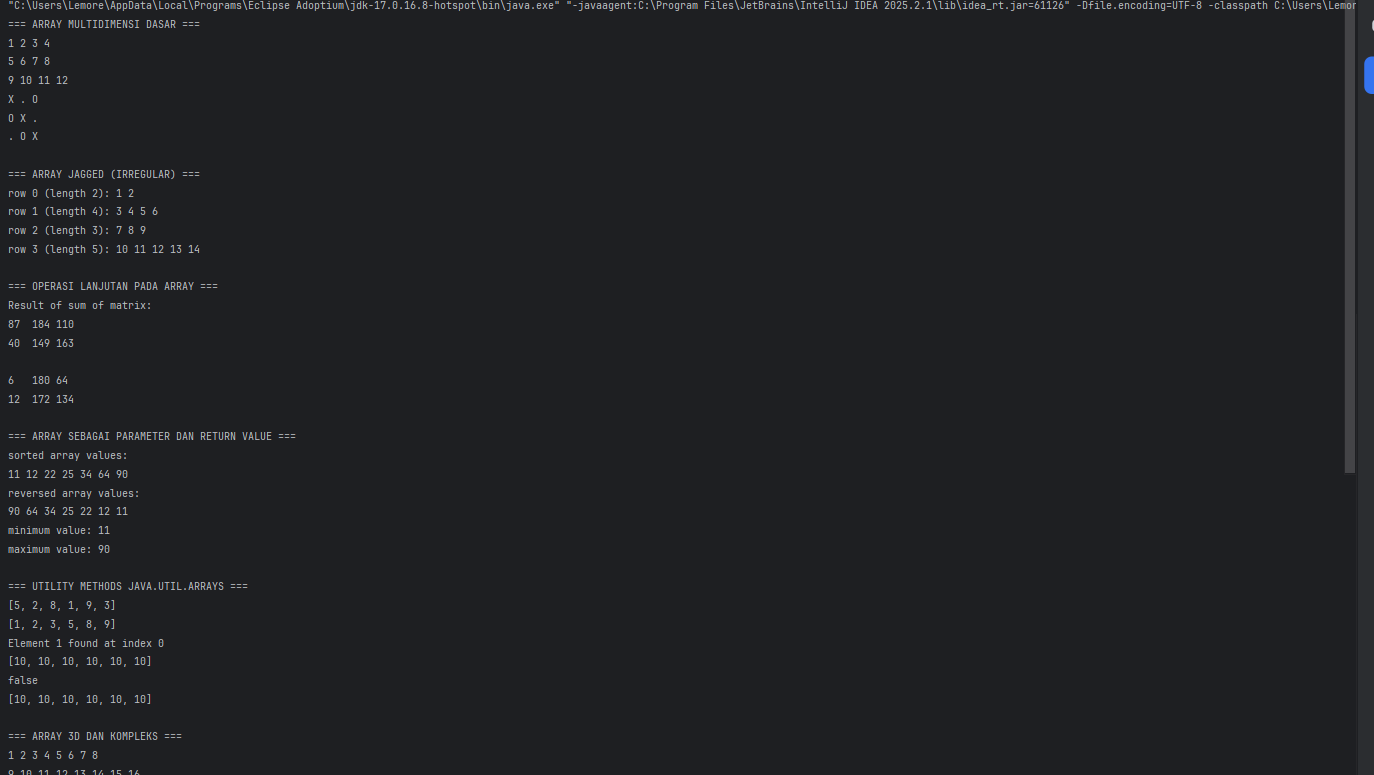 "C:\Users\Lemore\AppData\Local\Programs\Eclipse Adoptium\jdk-17.0.16.8-hotspot\bin\java.exe" "-javaagent:C:\Program Files\JetBrains\IntelliJ IDEA 2025.2.1\lib\idea_rt.jar=61126" -Dfile.encoding=UTF-8 -classpath C:\Users\Lemor
=== ARRAY MULTIDIMENSI DASAR ===
1 2 3 4
5 6 7 8
9 10 11 12
X . O
O X .
. O X
=== ARRAY JAGGED (IRREGULAR) ===
row 0 (length 2): 1 2
row 1 (length 4): 3 4 5 6
row 2 (length 3): 7 8 9
row 3 (length 5): 10 11 12 13 14
=== OPERASI LANJUTAN PADA ARRAY ===
Result of sum of matrix:
87  184 110
40  149 163
6   180 64
12  172 134
=== ARRAY SEBAGAI PARAMETER DAN RETURN VALUE ===
sorted array values:
11 12 22 25 34 64 90
reversed array values:
90 64 34 25 22 12 11
minimum value: 11
maximum value: 90
=== UTILITY METHODS JAVA.UTIL.ARRAYS ===
[5, 2, 8, 1, 9, 3]
[1, 2, 3, 5, 8, 9]
Element 1 found at index 0
[10, 10, 10, 10, 10, 10]
false
[10, 10, 10, 10, 10, 10]
=== ARRAY 3D DAN KOMPLEKS ===
1 2 3 4 5 6 7 8
9 10 11 12 13 14 15 16